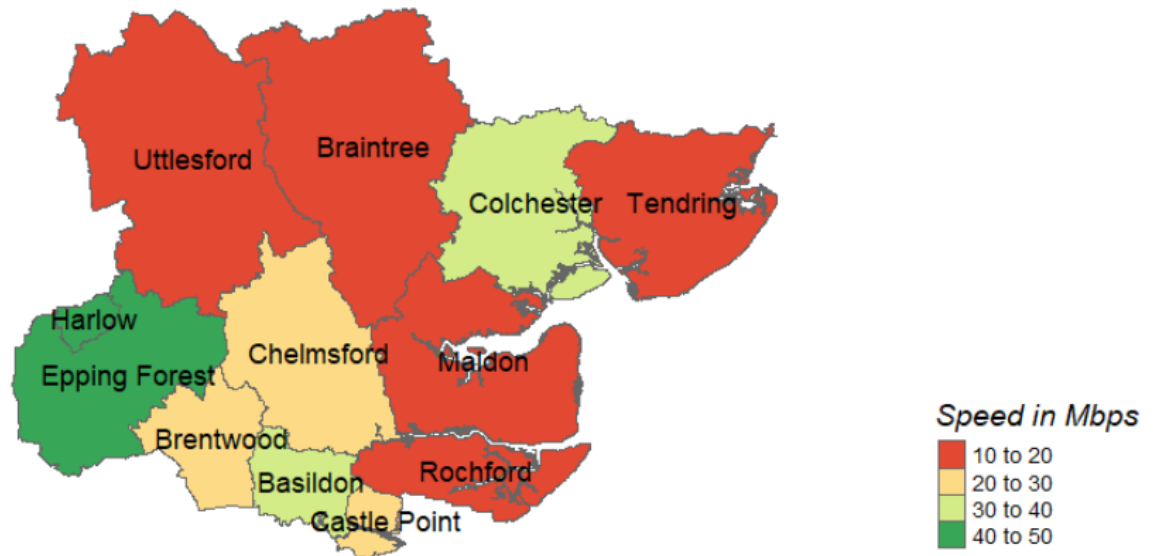 Uttlesford
Braintree
Colchester
Tendring
Harlow
Epping Forest
Chelmsford
Maldon
Brentwood
Basildon
Rochford
Castle Point
Speed in Mbps
10 to 20
20 to 30
30 to 40
40 to 50